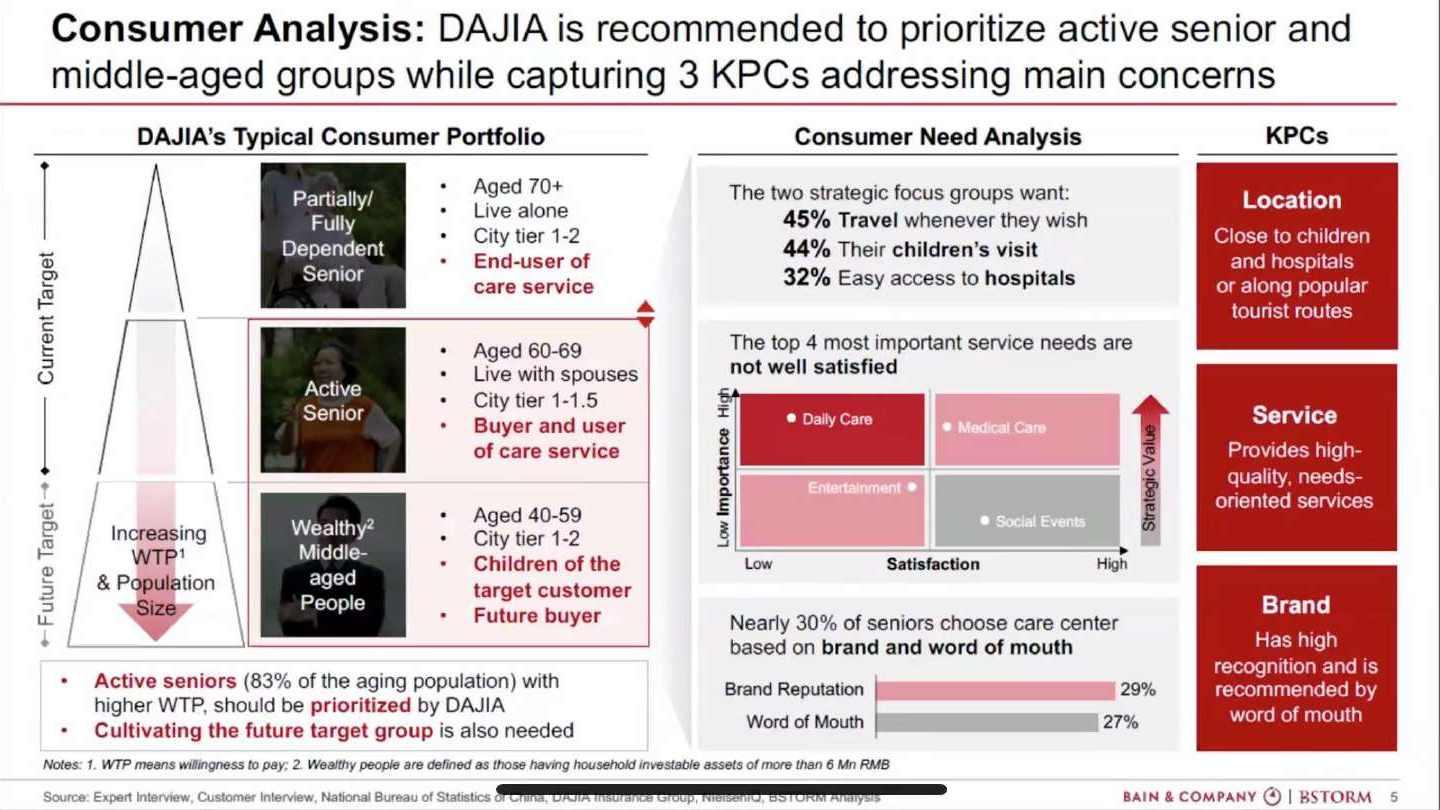 Consumer Analysis: DAJIA is recommended to prioritize active senior and
middle-aged groups while capturing 3 KPCs addressing main concerns
DAJIA's Typical Consumer Portfolio
Current Target
Future Target
Increasing
WTP¹
& Population
Size
Partially/
Fully
Dependent
Senior
• Aged 70+
• Live alone
• City tier 1-2
• End-user of
care service
Active
Senior
• Aged 60-69
• Live with spouses
• City tier 1-1.5
• Buyer and user
of care service
Wealthy²
Middle-
aged
People
• Aged 40-59
• City tier 1-2
• Children of the
target customer
• Future buyer
• Active seniors (83% of the aging population) with
higher WTP, should be prioritized by DAJIA
• Cultivating the future target group is also needed
Consumer Need Analysis
The two strategic focus groups want:
45% Travel whenever they wish
44% Their children's visit
32% Easy access to hospitals
The top 4 most important service needs are
not well satisfied
High
Importance
Low
Daily Care
Medical Care
Entertainment
Social Events
Strategic Value
Low
Satisfaction
High
Nearly 30% of seniors choose care center
based on brand and word of mouth
Brand Reputation 29%
Word of Mouth 27%
KPCs
Location
Close to children
and hospitals
or along popular
tourist routes
Service
Provides high-
quality, needs-
oriented services
Brand
Has high
recognition and is
recommended by
word of mouth
Notes: 1. WTP means willingness to pay; 2. Wealthy people are defined as those having household investable assets of more than 6 Mn RMB
Source: Expert Interview, Customer Interview, National Bureau of Statistics of China, DAJIA Insurance Group, NielsenIQ, BSTORM Analysis
BAIN & COMPANY | BSTORM 5